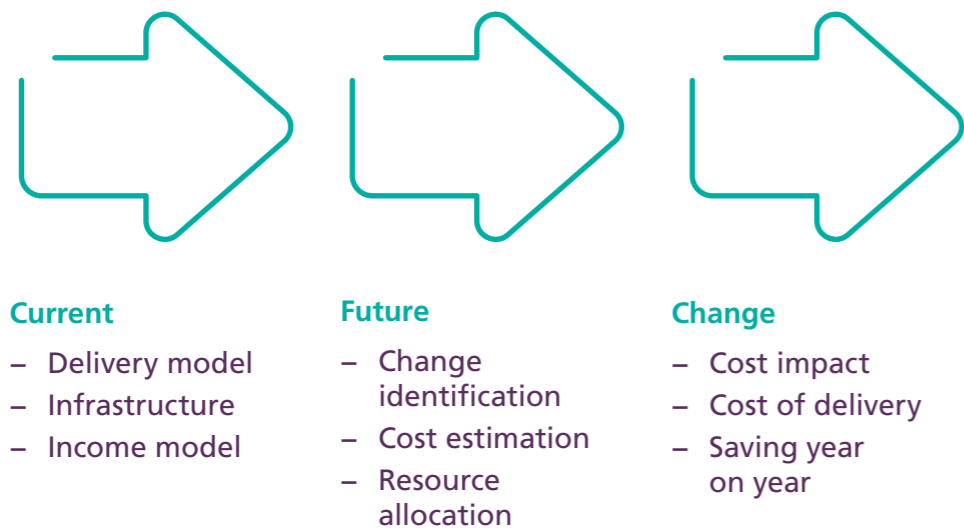 Current
– Delivery model
– Infrastructure
– Income model
Future
– Change
identification
– Cost estimation
– Resource
allocation
Change
– Cost impact
– Cost of delivery
– Saving year
on year